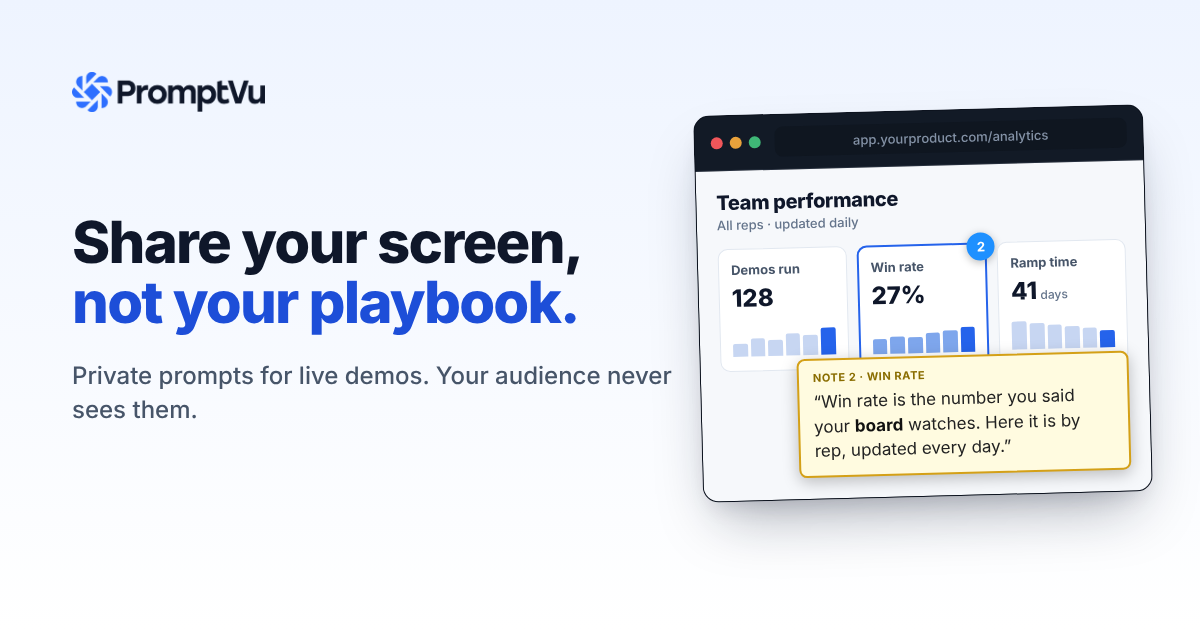 PromptVu
Share your screen,
not your playbook.
Private prompts for live demos. Your audience never
sees them.
app.yourproduct.com/analytics
Team performance
All reps · updated daily
Demos run
128
2
Win rate
27%
Ramp time
41 days
NOTE 2 · WIN RATE
“Win rate is the number you said
your board watches. Here it is by
rep, updated every day.”